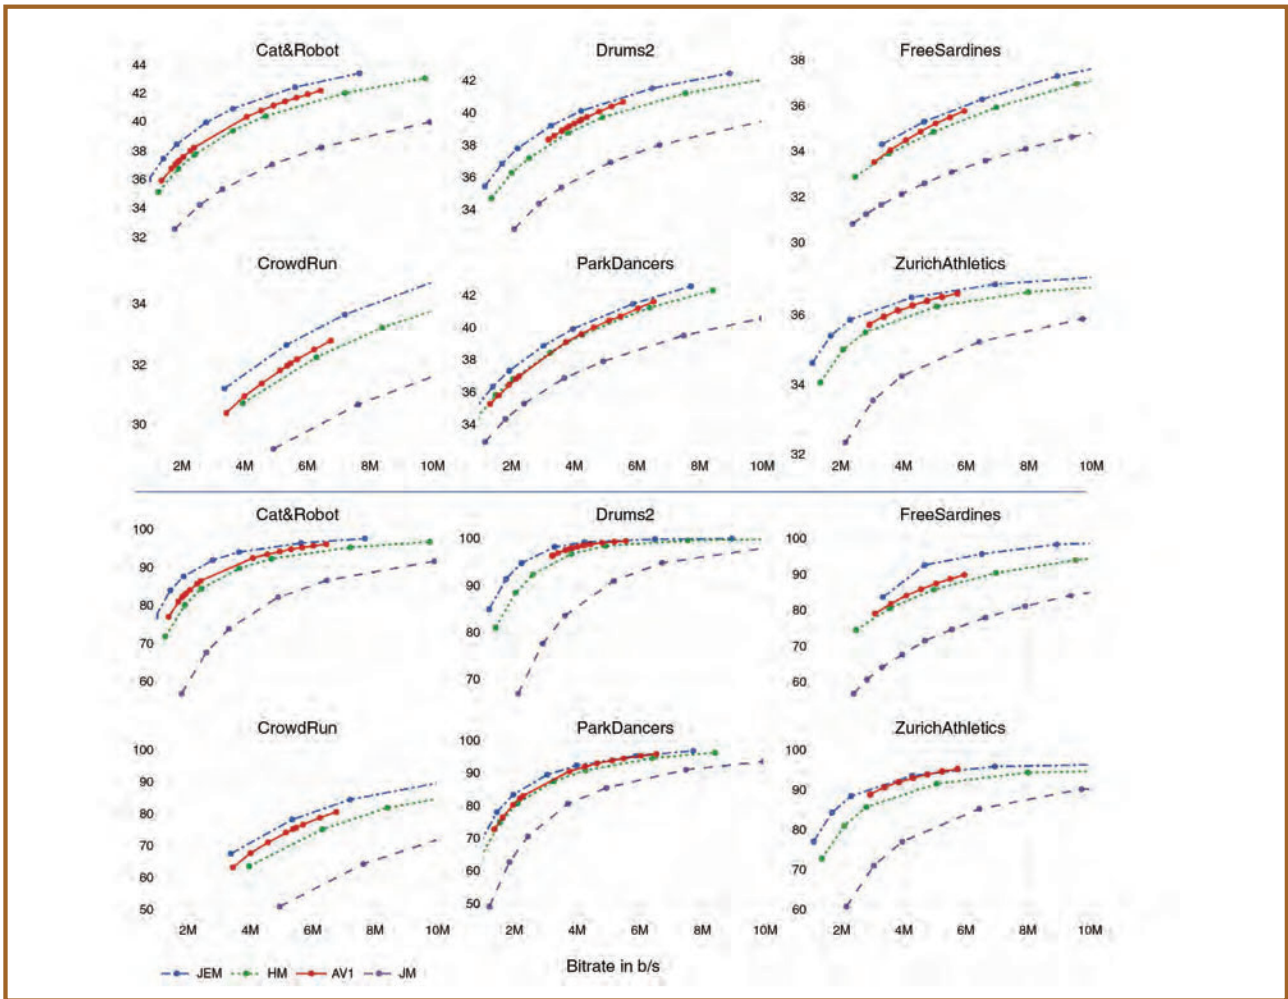 Cat&Robot
Drums2
FreeSardines
44
42
40
38
36
34
32
42
40
38
36
34
38
36
34
32
30
CrowdRun
ParkDancers
ZurichAthletics
34
32
30
42
40
38
36
34
36
34
32
2M 4M 6M 8M 10M
2M 4M 6M 8M 10M
2M 4M 6M 8M 10M
Cat&Robot
Drums2
FreeSardines
100
90
80
70
60
100
90
80
70
100
90
80
70
60
CrowdRun
ParkDancers
ZurichAthletics
100
90
80
70
60
50
100
90
80
70
60
50
100
90
80
70
60
2M 4M 6M 8M 10M
2M 4M 6M 8M 10M
2M 4M 6M 8M 10M
JEM HM AV1 JM
Bitrate in b/s